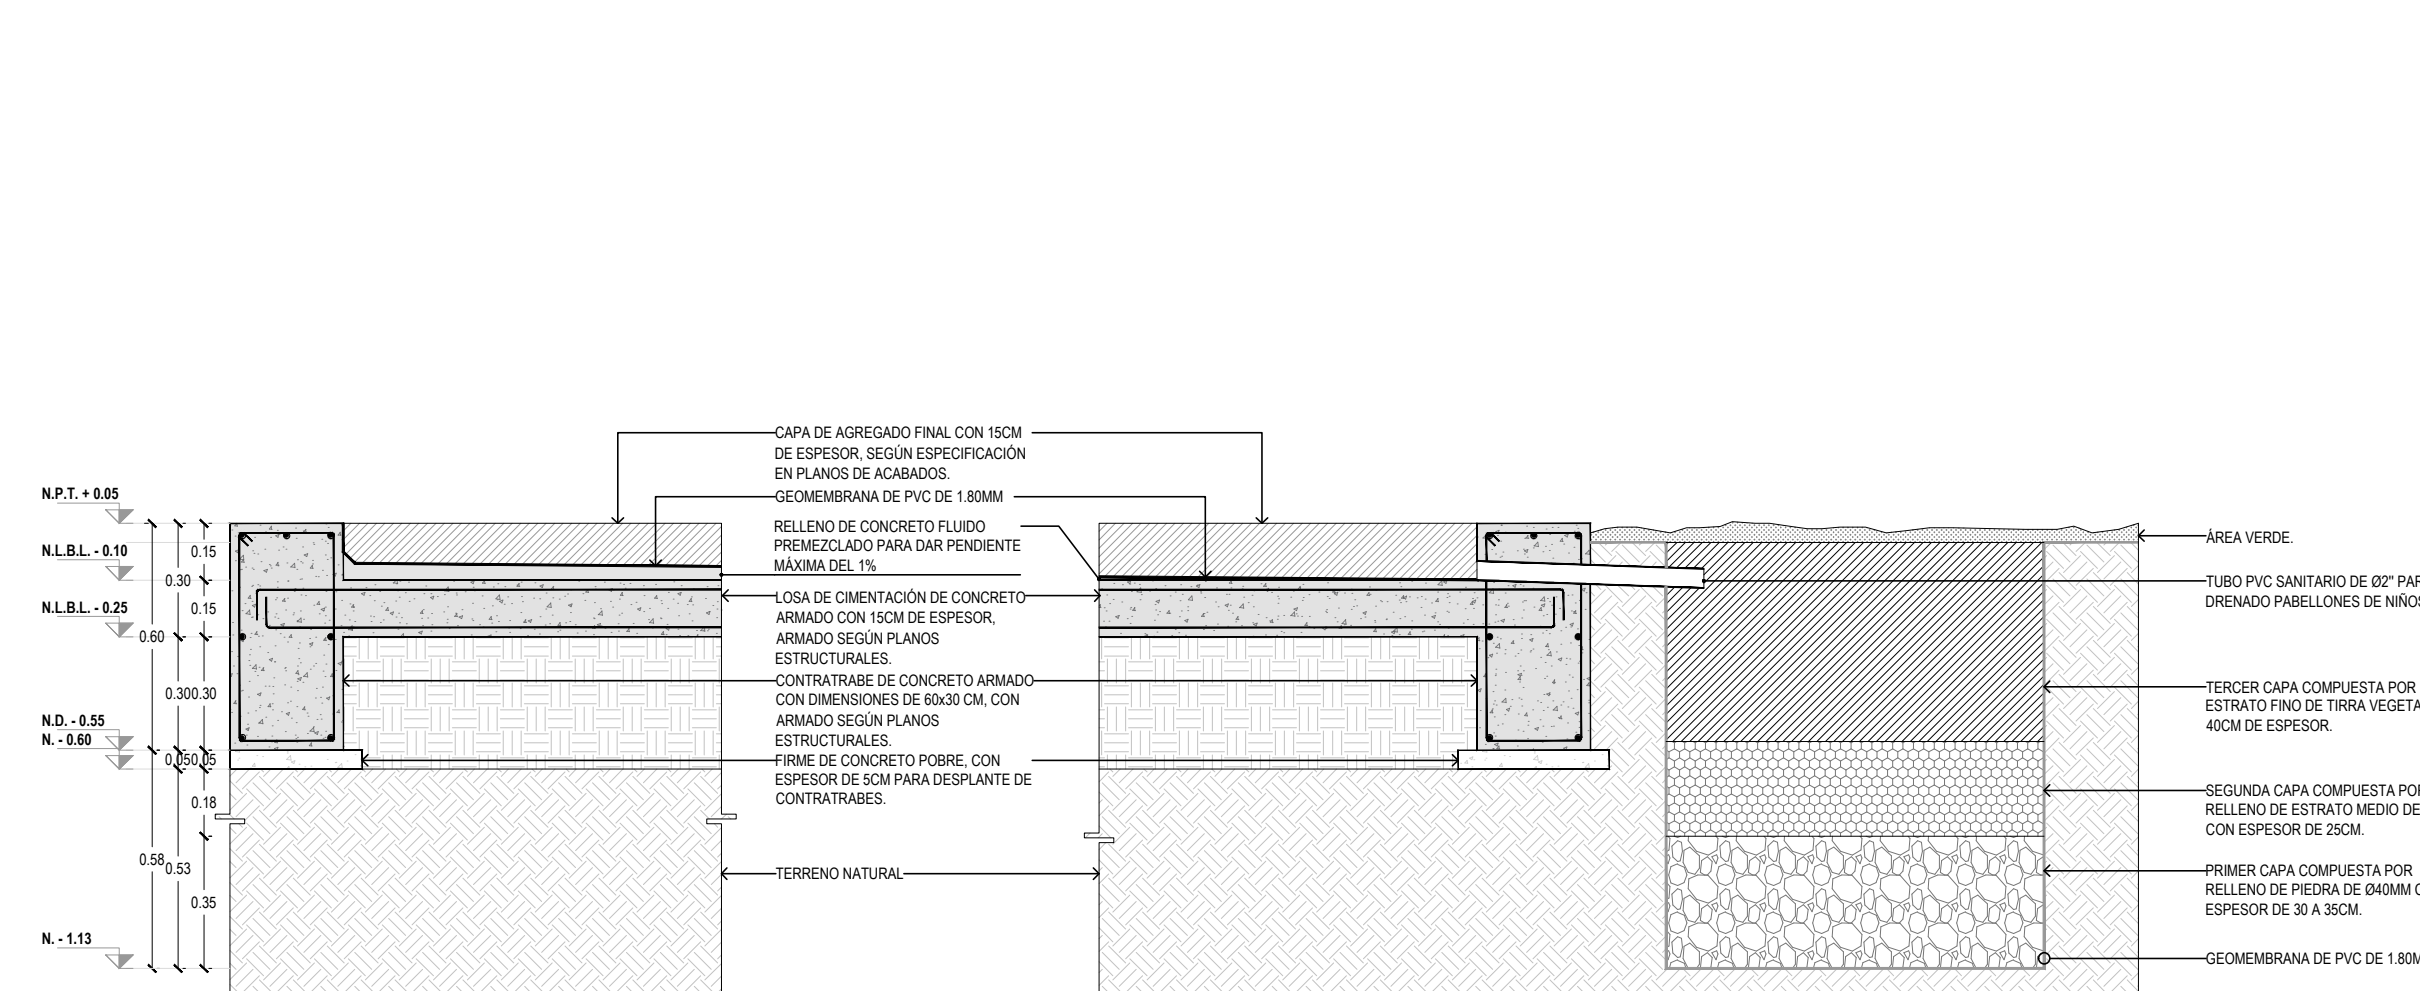 N.P.T. + 0.05
N.L.B.L. - 0.10
N.L.B.L. - 0.25
N.D. - 0.55
N. - 0.60
N. - 1.13
0.15
0.30
0.15
0.60
0.30
0.30
0.05
0.05
0.18
0.58
0.53
0.35
CAPA DE AGREGADO FINAL CON 15CM
DE ESPESOR, SEGÚN ESPECIFICACIÓN
EN PLANOS DE ACABADOS.
GEOMEMBRANA DE PVC DE 1.80MM
RELLENO DE CONCRETO FLUIDO
PREMEZCLADO PARA DAR PENDIENTE
MÁXIMA DEL 1%
LOSA DE CIMENTACIÓN DE CONCRETO
ARMADO CON 15CM DE ESPESOR,
ARMADO SEGÚN PLANOS
ESTRUCTURALES.
CONTRATRABE DE CONCRETO ARMADO
CON DIMENSIONES DE 60x30 CM, CON
ARMADO SEGÚN PLANOS
ESTRUCTURALES.
FIRME DE CONCRETO POBRE, CON
ESPESOR DE 5CM PARA DESPLANTE DE
CONTRATRABES.
TERRENO NATURAL
ÁREA VERDE.
TUBO PVC SANITARIO DE Ø2" PAR
DRENADO PABELLONES DE NIÑOS
TERCER CAPA COMPUESTA POR
ESTRATO FINO DE TIRRA VEGETA
40CM DE ESPESOR.
SEGUNDA CAPA COMPUESTA POR
RELLENO DE ESTRATO MEDIO DE
CON ESPESOR DE 25CM.
PRIMER CAPA COMPUESTA POR
RELLENO DE PIEDRA DE Ø40MM C
ESPESOR DE 30 A 35CM.
GEOMEMBRANA DE PVC DE 1.80M